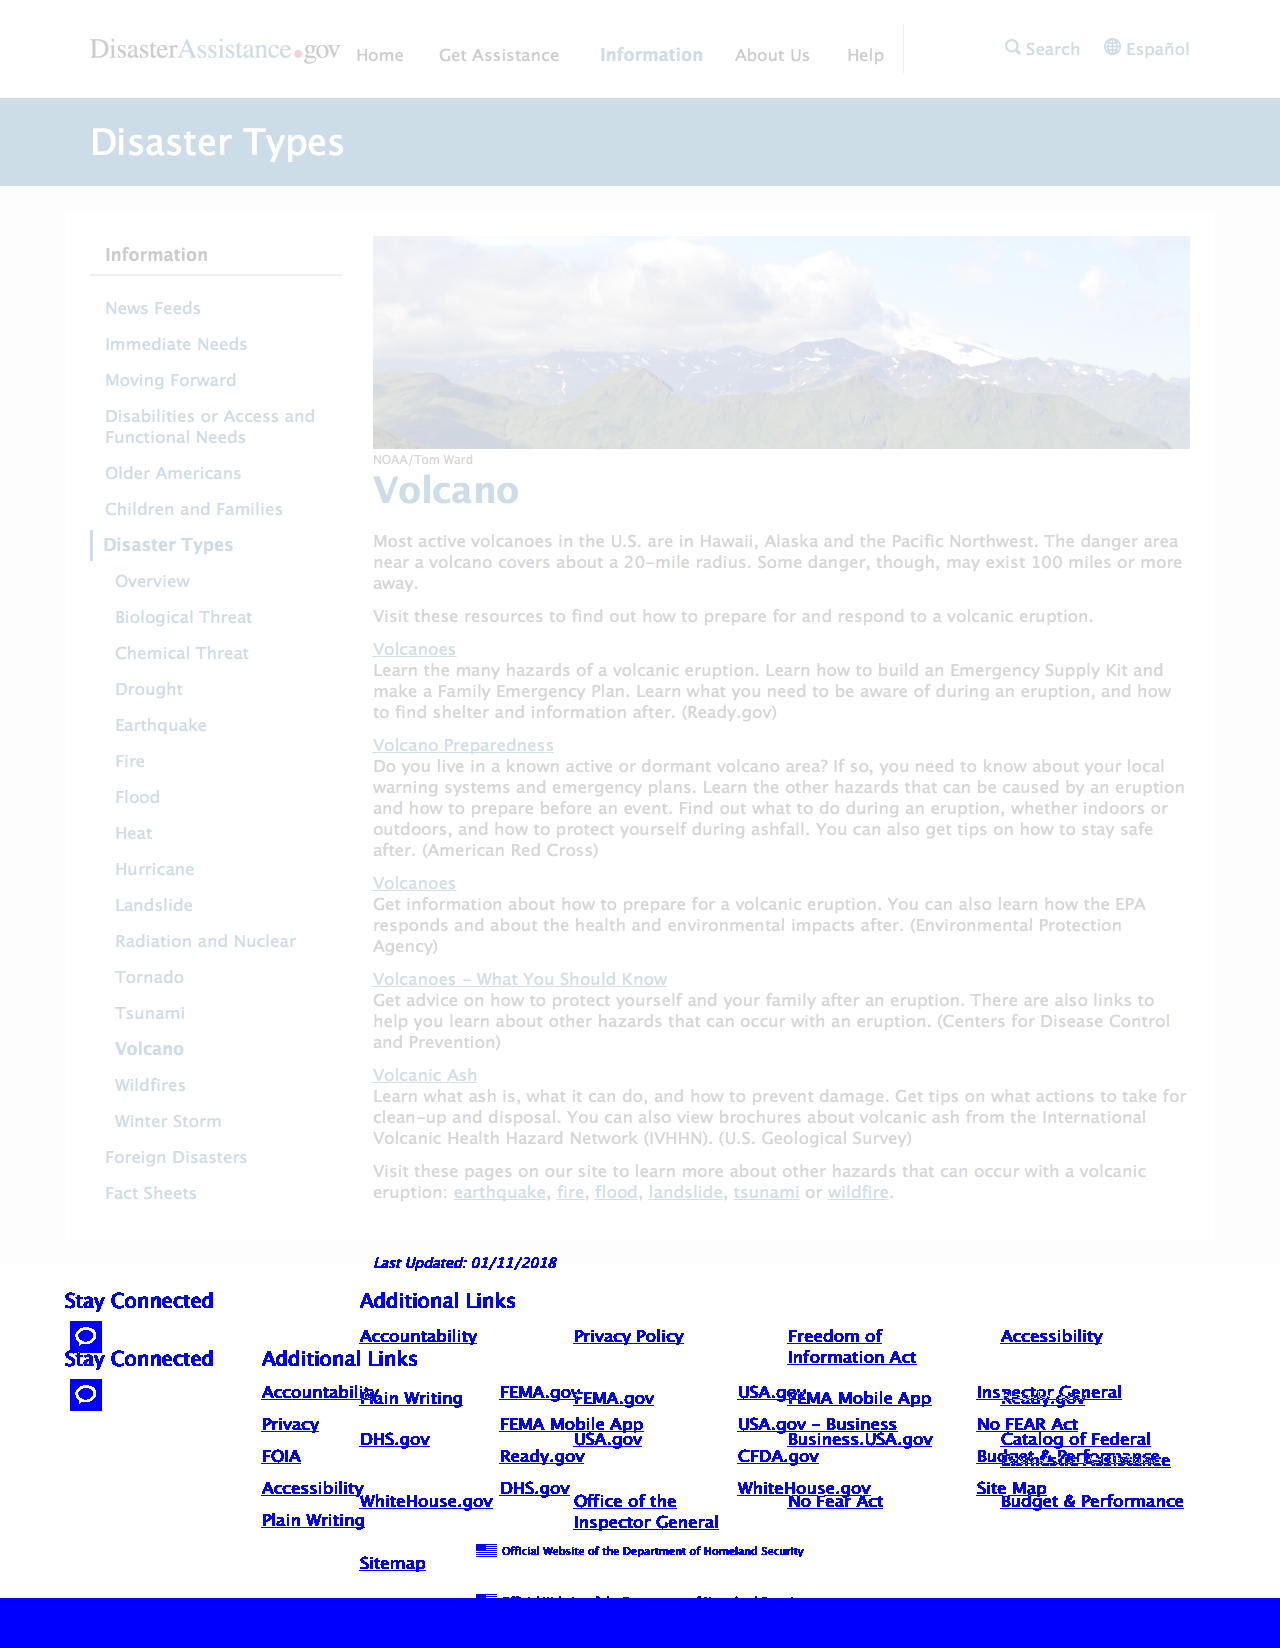 DisasterAssistance.gov Home Get Assistance Information About Us Help Search Español
Disaster Types
Information
News Feeds
Immediate Needs
Moving Forward
Disabilities or Access and
Functional Needs
Older Americans
Children and Families
Disaster Types
Overview
Biological Threat
Chemical Threat
Drought
Earthquake
Fire
Flood
Heat
Hurricane
Landslide
Radiation and Nuclear
Tornado
Tsunami
Volcano
Wildfires
Winter Storm
Foreign Disasters
Fact Sheets
NOAA/Tom Ward
Volcano
Most active volcanoes in the U.S. are in Hawaii, Alaska and the Pacific Northwest. The danger area
near a volcano covers about a 20-mile radius. Some danger, though, may exist 100 miles or more
away.
Visit these resources to find out how to prepare for and respond to a volcanic eruption.
Volcanoes
Learn the many hazards of a volcanic eruption. Learn how to build an Emergency Supply Kit and
make a Family Emergency Plan. Learn what you need to be aware of during an eruption, and how
to find shelter and information after. (Ready.gov)
Volcano Preparedness
Do you live in a known active or dormant volcano area? If so, you need to know about your local
warning systems and emergency plans. Learn the other hazards that can be caused by an eruption
and how to prepare before an event. Find out what to do during an eruption, whether indoors or
outdoors, and how to protect yourself during ashfall. You can also get tips on how to stay safe
after. (American Red Cross)
Volcanoes
Get information about how to prepare for a volcanic eruption. You can also learn how the EPA
responds and about the health and environmental impacts after. (Environmental Protection
Agency)
Volcanoes - What You Should Know
Get advice on how to protect yourself and your family after an eruption. There are also links to
help you learn about other hazards that can occur with an eruption. (Centers for Disease Control
and Prevention)
Volcanic Ash
Learn what ash is, what it can do, and how to prevent damage. Get tips on what actions to take for
clean-up and disposal. You can also view brochures about volcanic ash from the International
Volcanic Health Hazard Network (IVHHN). (U.S. Geological Survey)
Visit these pages on our site to learn more about other hazards that can occur with a volcanic
eruption: earthquake, fire, flood, landslide, tsunami or wildfire.
Last Updated: 01/11/2018
Stay Connected Additional Links
Accountability Privacy Policy Freedom of Accessibility
Information Act
Stay Connected Additional Links
Accountability FEMA.gov USA.gov Inspector General
Plain Writing FEMA.gov FEMA Mobile App Ready.gov
Privacy FEMA Mobile App USA.gov - Business No FEAR Act
DHS.gov USA.gov Business.USA.gov Catalog of Federal
FOIA Ready.gov CFDA.gov Budget & Performance
Domestic Assistance
Accessibility DHS.gov WhiteHouse.gov Site Map
WhiteHouse.gov Office of the No Fear Act Budget & Performance
Plain Writing Inspector General
Official Website of the Department of Homeland Security
Sitemap